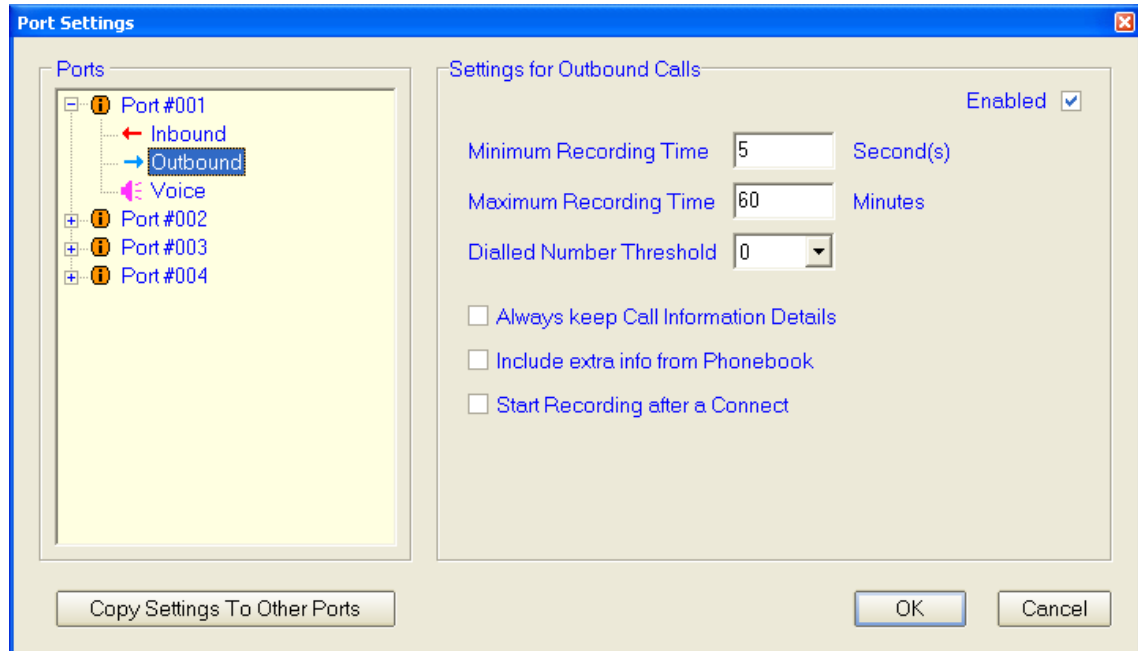 Port Settings
Ports
Port #001
Inbound
Outbound
Voice
Port #002
Port #003
Port #004
Settings for Outbound Calls
Enabled
Minimum Recording Time 5 Second(s)
Maximum Recording Time 60 Minutes
Dialled Number Threshold 0
Always keep Call Information Details
Include extra info from Phonebook
Start Recording after a Connect
Copy Settings To Other Ports
OK
Cancel